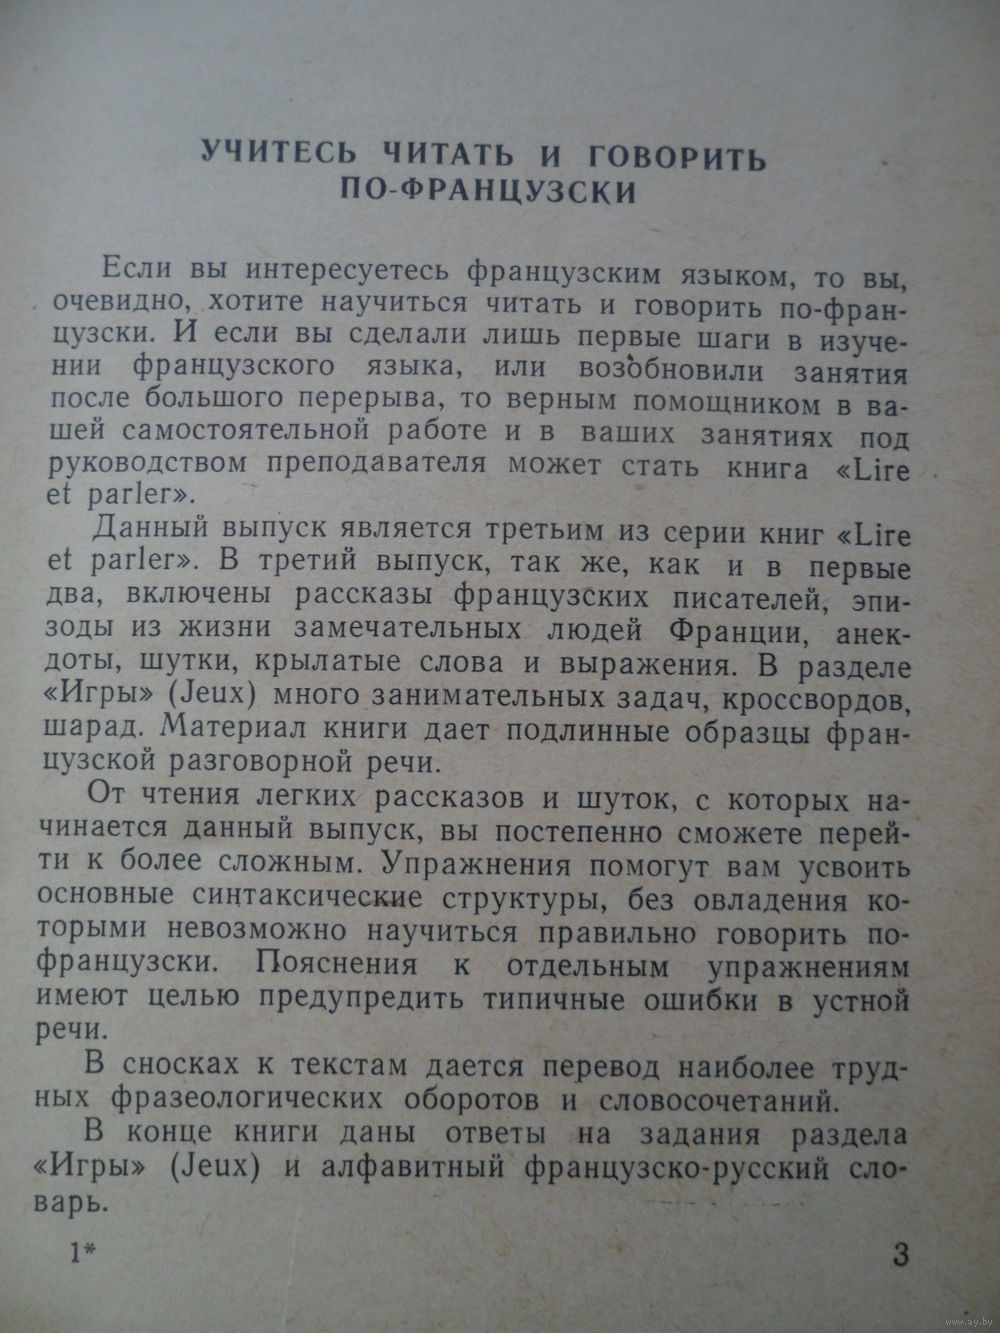 УЧИТЕСЬ ЧИТАТЬ И ГОВОРИТЬ
ПО-ФРАНЦУЗСКИ
Если вы интересуетесь французским языком, то вы,
очевидно, хотите научиться читать и говорить по-фран-
цузски. И если вы сделали лишь первые шаги в изуче-
нии французского языка, или возобновили занятия
после большого перерыва, то верным помощником в ва-
шей самостоятельной работе и в ваших занятиях под
руководством преподавателя может стать книга «Lire
et parler».
Данный выпуск является третьим из серии книг «Lire
et parler». В третий выпуск, так же, как и в первые
два, включены рассказы французских писателей, эпи-
зоды из жизни замечательных людей Франции, анек-
доты, шутки, крылатые слова и выражения. В разделе
«Игры» (Jeux) много занимательных задач, кроссвордов,
шарад. Материал книги дает подлинные образцы фран-
цузской разговорной речи.
От чтения легких рассказов и шуток, с которых на-
чинается данный выпуск, вы постепенно сможете перей-
ти к более сложным. Упражнения помогут вам усвоить
основные синтаксические структуры, без овладения ко-
торыми невозможно научиться правильно говорить по-
французски. Пояснения к отдельным упражнениям
имеют целью предупредить типичные ошибки в устной
речи.
В сносках к текстам дается перевод наиболее труд-
ных фразеологических оборотов и словосочетаний.
В конце книги даны ответы на задания раздела
«Игры» (Jeux) и алфавитный французско-русский сло-
варь.
1* 3
www.ay.by